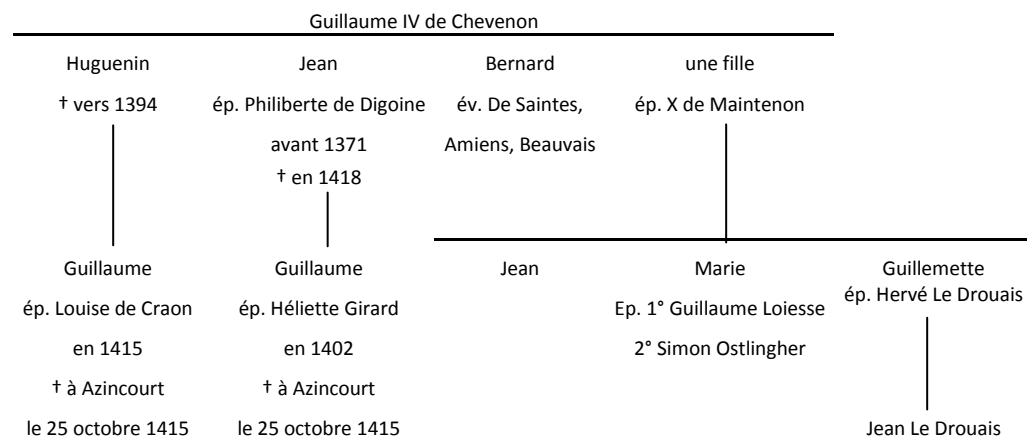 Guillaume IV de Chevenon
Huguenin
† vers 1394
Jean
ép. Philiberte de Digoine
avant 1371
† en 1418
Bernard
év. De Saintes,
Amiens, Beauvais
une fille
ép. X de Maintenon
Guillaume
ép. Louise de Craon
en 1415
† à Azincourt
le 25 octobre 1415
Guillaume
ép. Héliette Girard
en 1402
† à Azincourt
le 25 octobre 1415
Jean
Marie
Ep. 1° Guillaume Loiesse
2° Simon Ostlingher
Guillemette
ép. Hervé Le Drouais
Jean Le Drouais